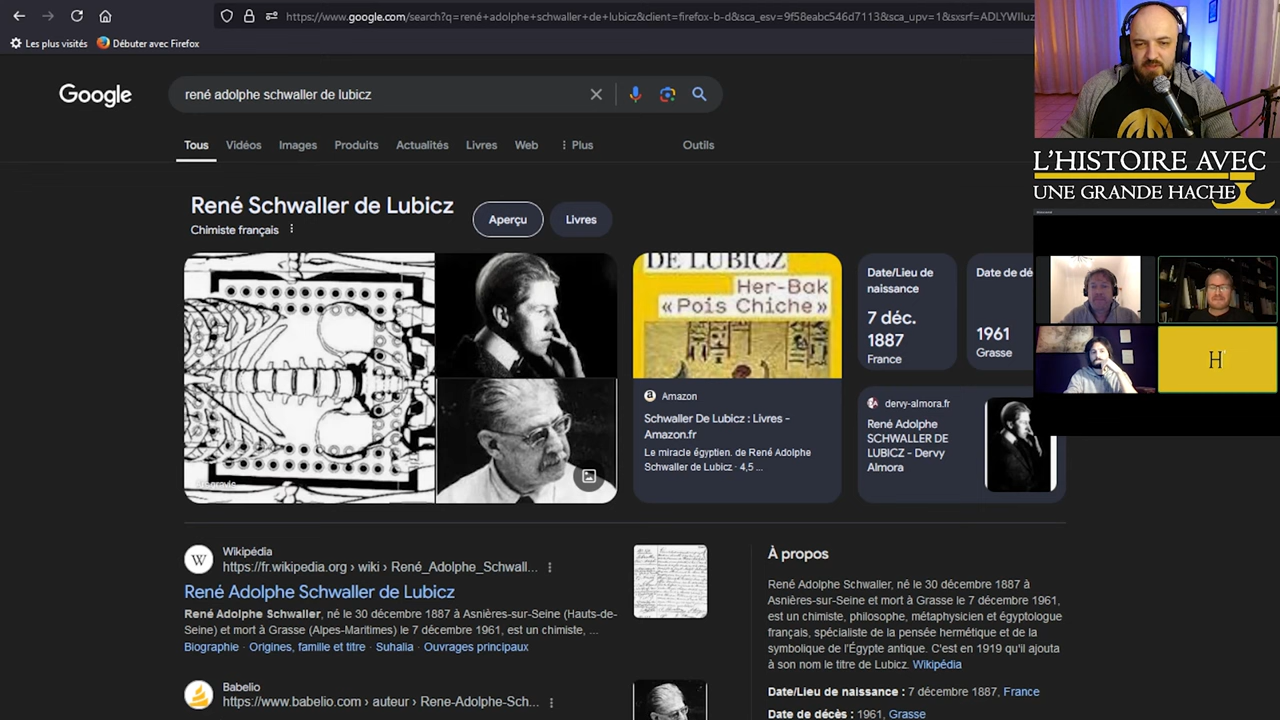 https://www.google.com/search?q=rené+adolphe+schwaller+de+lubicz&client=firefox-b-d&sca_esv=9f58eabc546d7113&sca_upv=1&sxsrf=ADLYWIIuz
Les plus visités
Débuter avec Firefox
Google
rené adolphe schwaller de lubicz
Tous
Vidéos
Images
Produits
Actualités
Livres
Web
Plus
Outils
L'HISTOIRE AVEC
UNE GRANDE HACHE
René Schwaller de Lubicz
Chimiste français
Aperçu
Livres
DE LUBICZ
Her-Bak
« Pois Chiche »
Amazon
Schwaller De Lubicz : Livres -
Amazon.fr
Le miracle égyptien. de René Adolphe
Schwaller de Lubicz · 4,5 ...
Date/Lieu de
naissance
7 déc.
1887
France
Date de dé
1961
Grasse
dervy-almora.fr
René Adolphe
SCHWALLER DE
LUBICZ - Dervy
Almora
H'
Wikipédia
https://fr.wikipedia.org › wiki › René_Adolphe_Schwall...
René Adolphe Schwaller de Lubicz
René Adolphe Schwaller, né le 30 décembre 1887 à Asnières-sur-Seine (Hauts-de-
Seine) et mort à Grasse (Alpes-Maritimes) le 7 décembre 1961, est un chimiste, ...
Biographie · Origines, famille et titre · Suhalia · Ouvrages principaux
Babelio
https://www.babelio.com › auteur › Rene-Adolphe-Sch...
À propos
René Adolphe Schwaller, né le 30 décembre 1887 à
Asnières-sur-Seine et mort à Grasse le 7 décembre 1961,
est un chimiste, philosophe, métaphysicien et égyptologue
français, spécialiste de la pensée hermétique et de la
symbolique de l'Égypte antique. C'est en 1919 qu'il ajouta
à son nom le titre de Lubicz. Wikipédia
Date/Lieu de naissance : 7 décembre 1887, France
Date de décès : 1961, Grasse